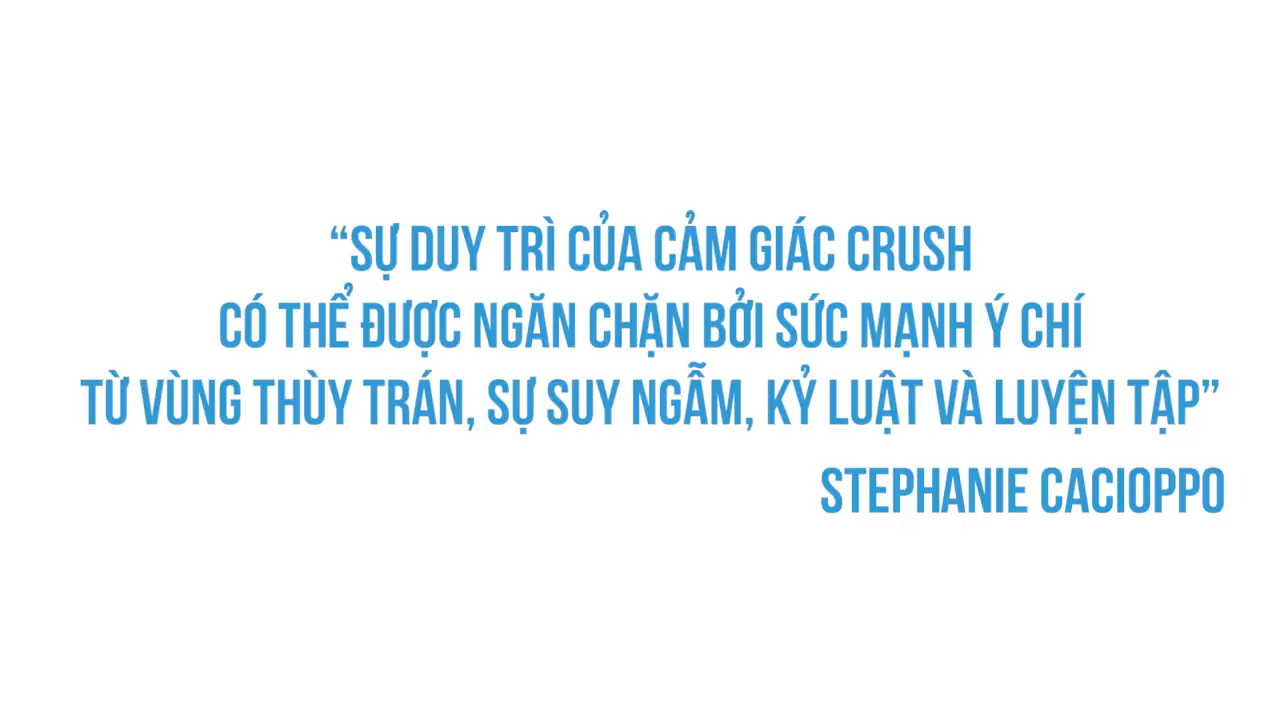 “SỰ DUY TRÌ CỦA CẢM GIÁC CRUSH
CÓ THỂ ĐƯỢC NGĂN CHẶN BỞI SỨC MẠNH Ý CHÍ
TỪ VÙNG THÙY TRÁN, SỰ SUY NGẪM, KỶ LUẬT VÀ LUYỆN TẬP”
STEPHANIE CACIOPPO